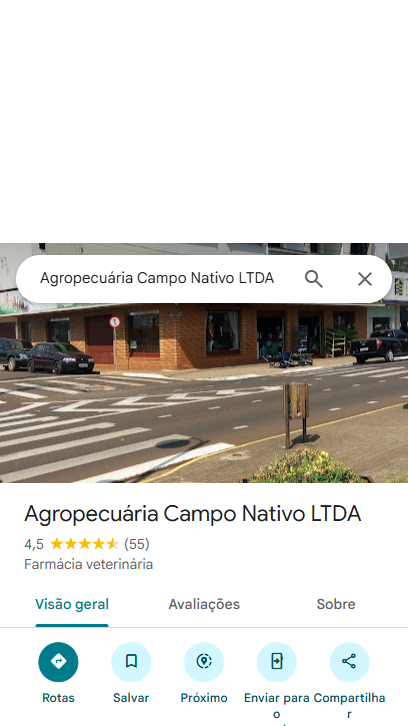 Agropecuária Campo Nativo LTDA
Agropecuária Campo Nativo LTDA
4,5 (55)
Farmácia veterinária
Visão geral Avaliações Sobre
Rotas Salvar Próximo Enviar para o Compartilhar